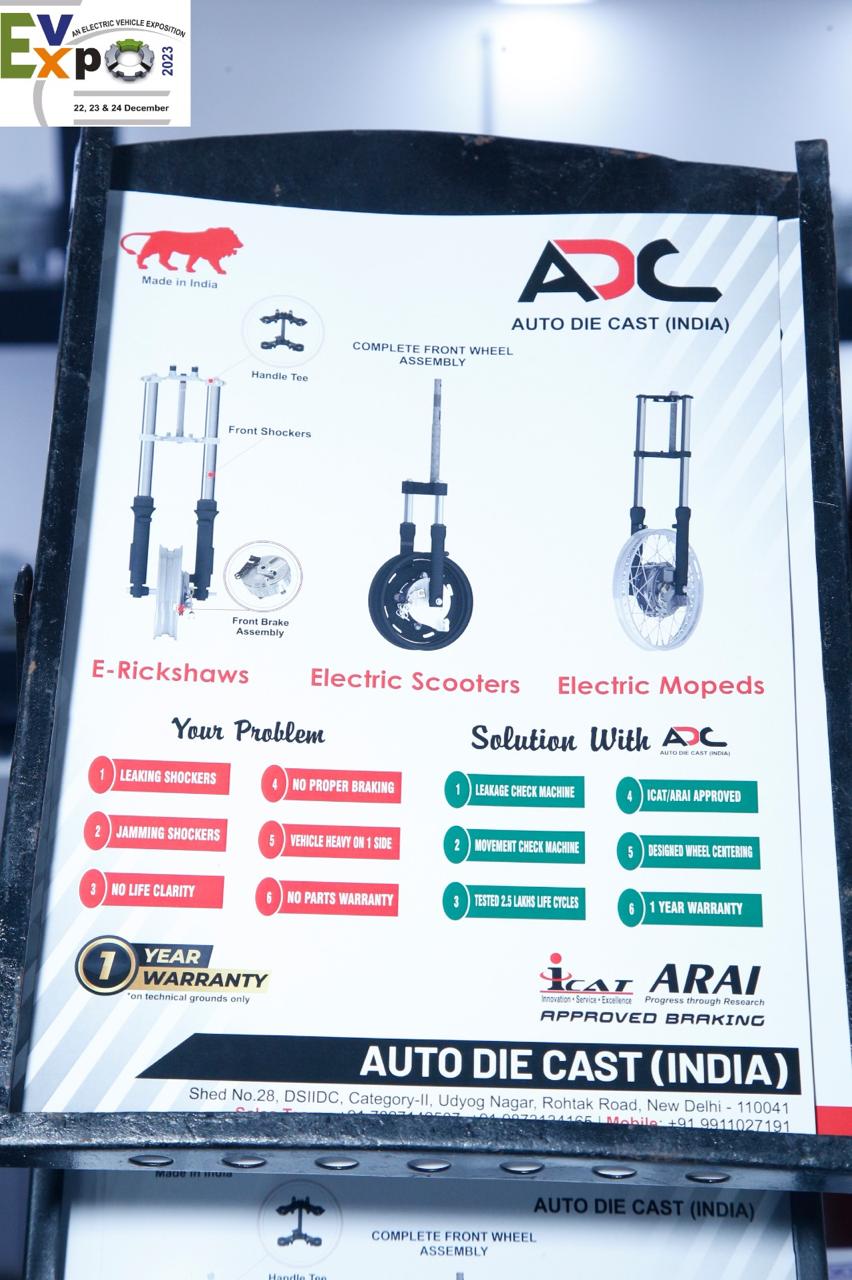 EV Expo 2023
AN ELECTRIC VEHICLE EXPOSITION
22, 23 & 24 December
Made in India
ADC
AUTO DIE CAST (INDIA)
Handle Tee
COMPLETE FRONT WHEEL
ASSEMBLY
Front Shockers
Front Brake
Assembly
E-Rickshaws
Electric Scooters
Electric Mopeds
Your Problem
1 LEAKING SHOCKERS
4 NO PROPER BRAKING
2 JAMMING SHOCKERS
5 VEHICLE HEAVY ON 1 SIDE
3 NO LIFE CLARITY
6 NO PARTS WARRANTY
Solution With ADC
AUTO DIE CAST (INDIA)
1 LEAKAGE CHECK MACHINE
4 ICAT/ARAI APPROVED
2 MOVEMENT CHECK MACHINE
5 DESIGNED WHEEL CENTERING
3 TESTED 2.5 LAKHS LIFE CYCLES
6 1 YEAR WARRANTY
1 YEAR
WARRANTY
*on technical grounds only
iCAT
Innovation • Service • Excellence
ARAI
Progress through Research
APPROVED BRAKING
AUTO DIE CAST (INDIA)
Shed No.28, DSIIDC, Category-II, Udyog Nagar, Rohtak Road, New Delhi - 110041
Mobile: +91 9911027191
Made in India
AUTO DIE CAST (INDIA)
COMPLETE FRONT WHEEL
ASSEMBLY
Handle Tee